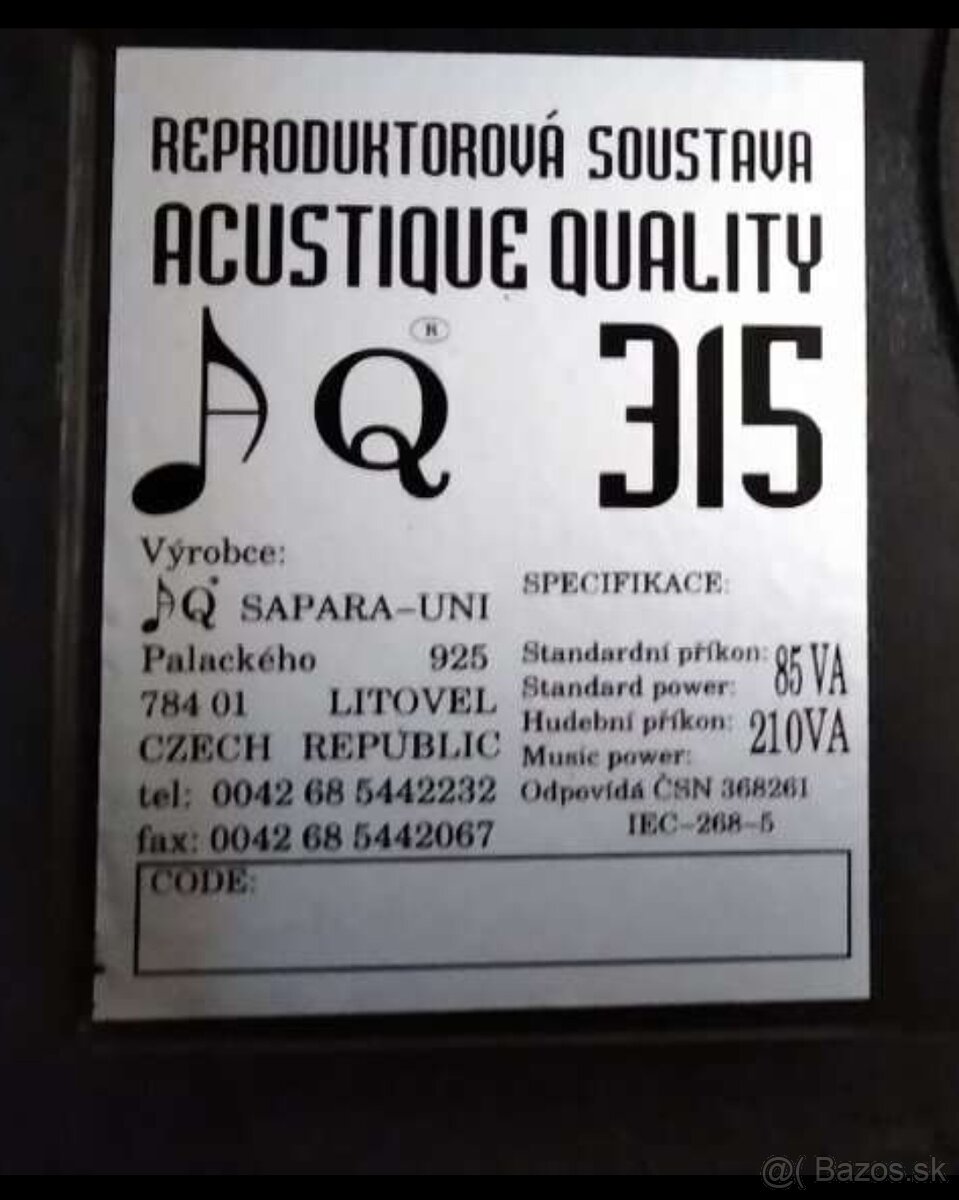 REPRODUKTOROVÁ SOUSTAVA
ACUSTIQUE QUALITY
AQ ® 315
Výrobce:
AQ® SAPARA-UNI
Palackého 925
784 01 LITOVEL
CZECH REPUBLIC
tel: 0042 68 5442232
fax: 0042 68 5442067
SPECIFIKACE:
Standardní příkon: 85 VA
Standard power:
Hudební příkon: 210VA
Music power:
Odpovídá ČSN 368261
IEC-268-5
CODE:
@( Bazos.sk